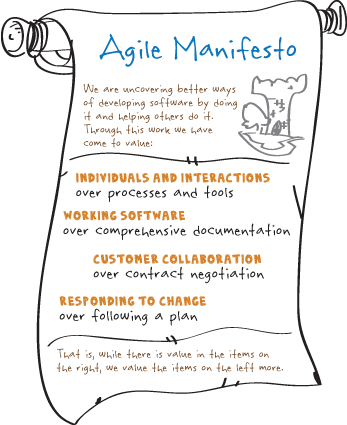 Agile Manifesto
We are uncovering better ways
of developing software by doing
it and helping others do it.
Through this work we have
come to value:
INDIVIDUALS AND INTERACTIONS
over processes and tools
WORKING SOFTWARE
over comprehensive documentation
CUSTOMER COLLABORATION
over contract negotiation
RESPONDING TO CHANGE
over following a plan
That is, while there is value in the items on
the right, we value the items on the left more.